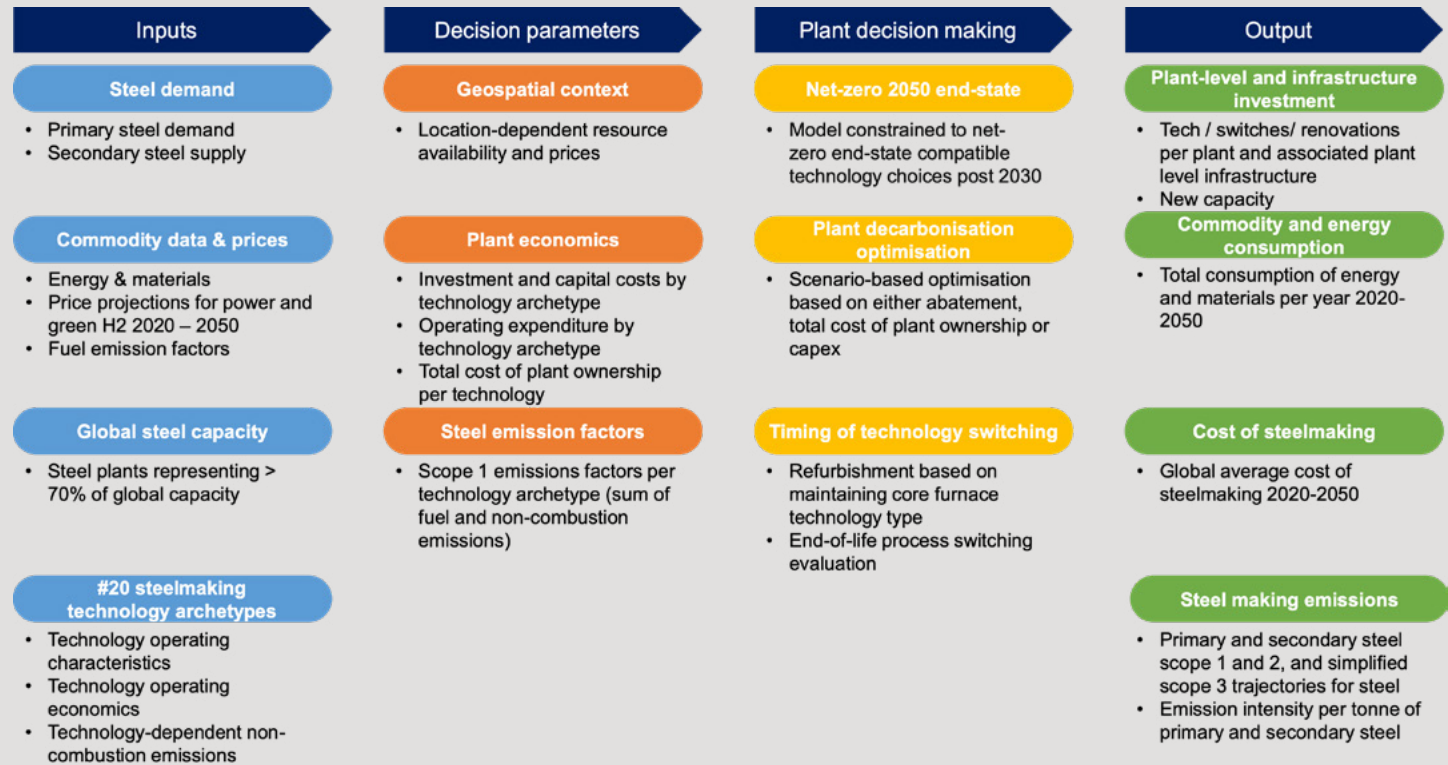 Inputs
Steel demand
• Primary steel demand
• Secondary steel supply
Commodity data & prices
• Energy & materials
• Price projections for power and
green H2 2020 – 2050
• Fuel emission factors
Global steel capacity
• Steel plants representing >
70% of global capacity
#20 steelmaking
technology archetypes
• Technology operating
characteristics
• Technology operating
economics
• Technology-dependent non-
combustion emissions
Decision parameters
Geospatial context
• Location-dependent resource
availability and prices
Plant economics
• Investment and capital costs by
technology archetype
• Operating expenditure by
technology archetype
• Total cost of plant ownership
per technology
Steel emission factors
• Scope 1 emissions factors per
technology archetype (sum of
fuel and non-combustion
emissions)
Plant decision making
Net-zero 2050 end-state
• Model constrained to net-
zero end-state compatible
technology choices post 2030
Plant decarbonisation
optimisation
• Scenario-based optimisation
based on either abatement,
total cost of plant ownership or
capex
Timing of technology switching
• Refurbishment based on
maintaining core furnace
technology type
• End-of-life process switching
evaluation
Output
Plant-level and infrastructure
investment
• Tech / switches/ renovations
per plant and associated plant
level infrastructure
• New capacity
Commodity and energy
consumption
• Total consumption of energy
and materials per year 2020-
2050
Cost of steelmaking
• Global average cost of
steelmaking 2020-2050
Steel making emissions
• Primary and secondary steel
scope 1 and 2, and simplified
scope 3 trajectories for steel
• Emission intensity per tonne of
primary and secondary steel